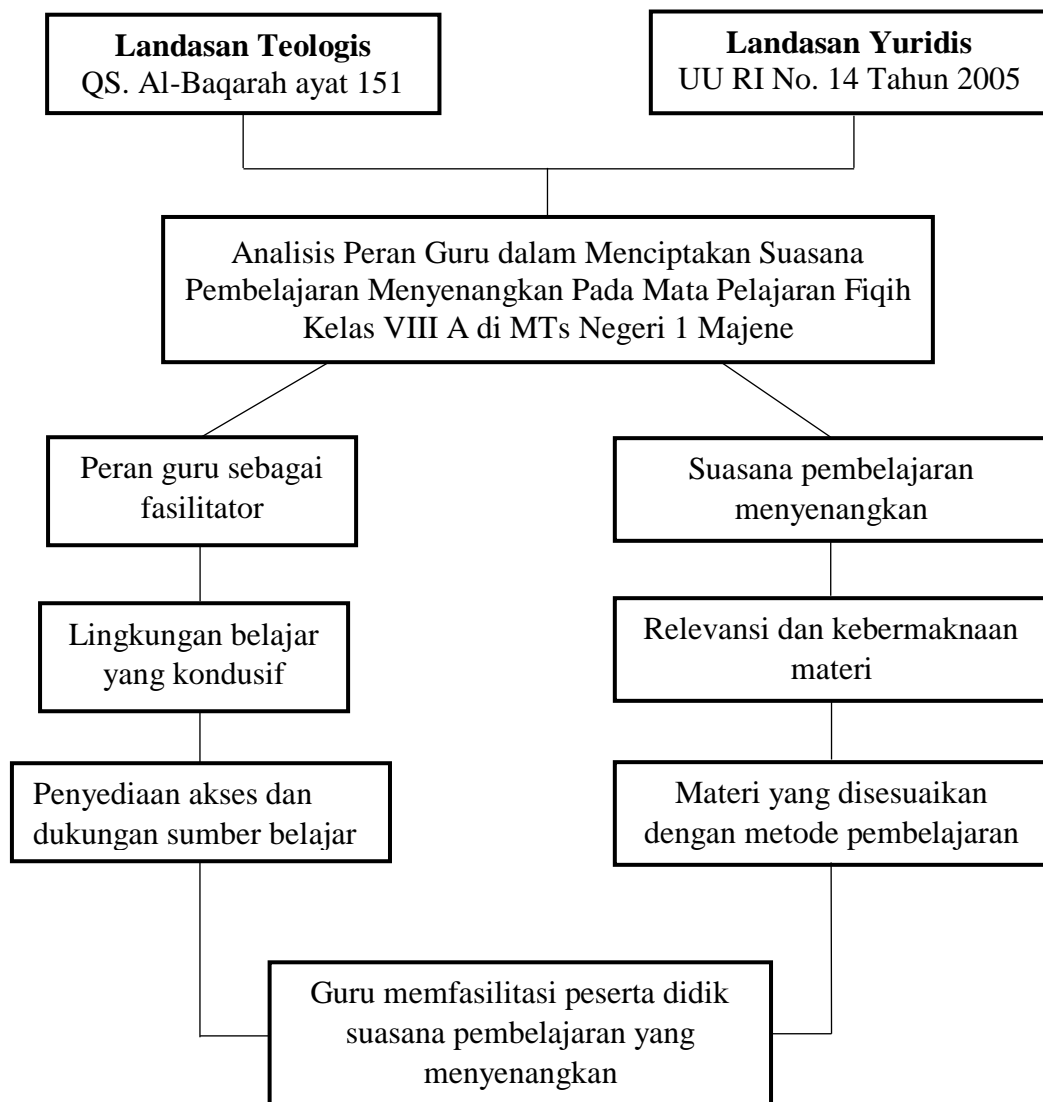 Landasan Teologis
QS. Al-Baqarah ayat 151
Landasan Yuridis
UU RI No. 14 Tahun 2005
Analisis Peran Guru dalam Menciptakan Suasana
Pembelajaran Menyenangkan Pada Mata Pelajaran Fiqih
Kelas VIII A di MTs Negeri 1 Majene
Peran guru sebagai
fasilitator
Suasana pembelajaran
menyenangkan
Lingkungan belajar
yang kondusif
Relevansi dan kebermaknaan
materi
Penyediaan akses dan
dukungan sumber belajar
Materi yang disesuaikan
dengan metode pembelajaran
Guru memfasilitasi peserta didik
suasana pembelajaran yang
menyenangkan